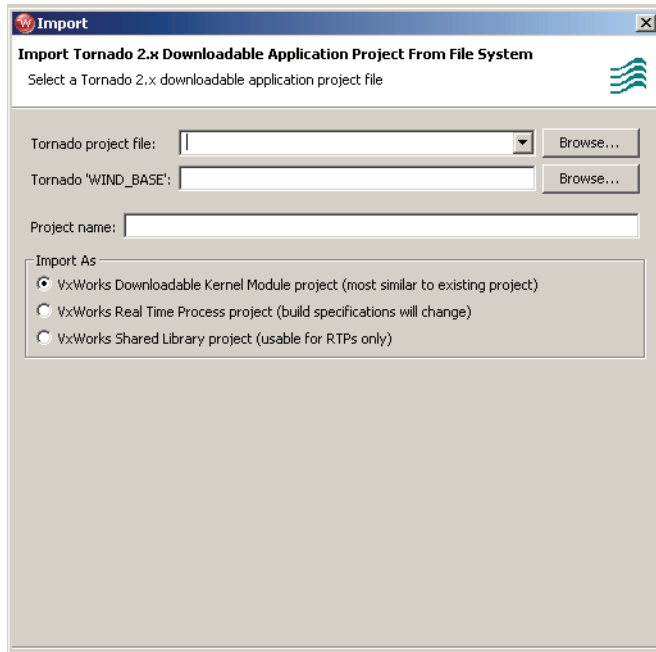 Import
Import Tornado 2.x Downloadable Application Project From File System
Select a Tornado 2.x downloadable application project file
Tornado project file: Browse...
Tornado 'WIND_BASE': Browse...
Project name:
Import As
VxWorks Downloadable Kernel Module project (most similar to existing project)
VxWorks Real Time Process project (build specifications will change)
VxWorks Shared Library project (usable for RTPs only)